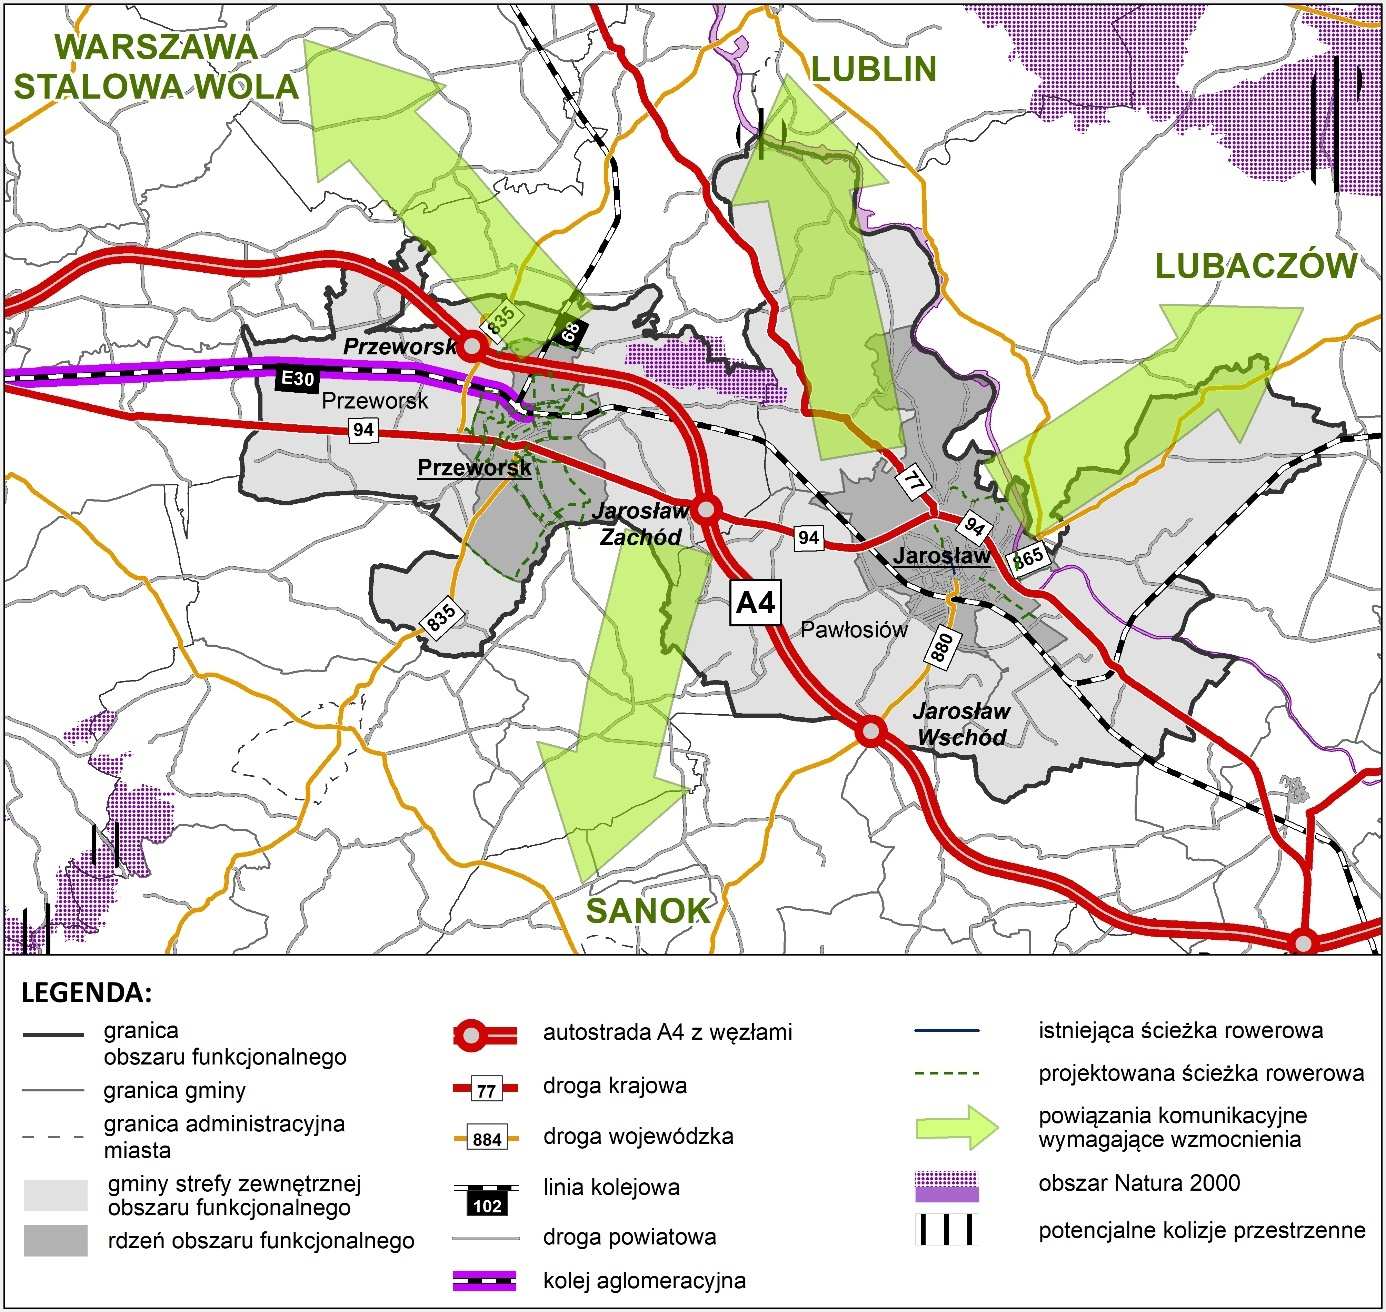 WARSZAWA
STALOWA WOLA
LUBLIN
LUBACZÓW
835
68
Przeworsk
E30
Przeworsk
94
Przeworsk
77
Jarosław
Zachód
94
94
Jarosław
865
A4
835
Pawłosiów
880
Jarosław
Wschód
SANOK
LEGENDA:
granica
obszaru funkcjonalnego
granica gminy
granica administracyjna
miasta
gminy strefy zewnętrznej
obszaru funkcjonalnego
rdzeń obszaru funkcjonalnego
autostrada A4 z węzłami
77
droga krajowa
884
droga wojewódzka
linia kolejowa
102
droga powiatowa
kolej aglomeracyjna
istniejąca ścieżka rowerowa
projektowana ścieżka rowerowa
powiązania komunikacyjne
wymagające wzmocnienia
obszar Natura 2000
potencjalne kolizje przestrzenne